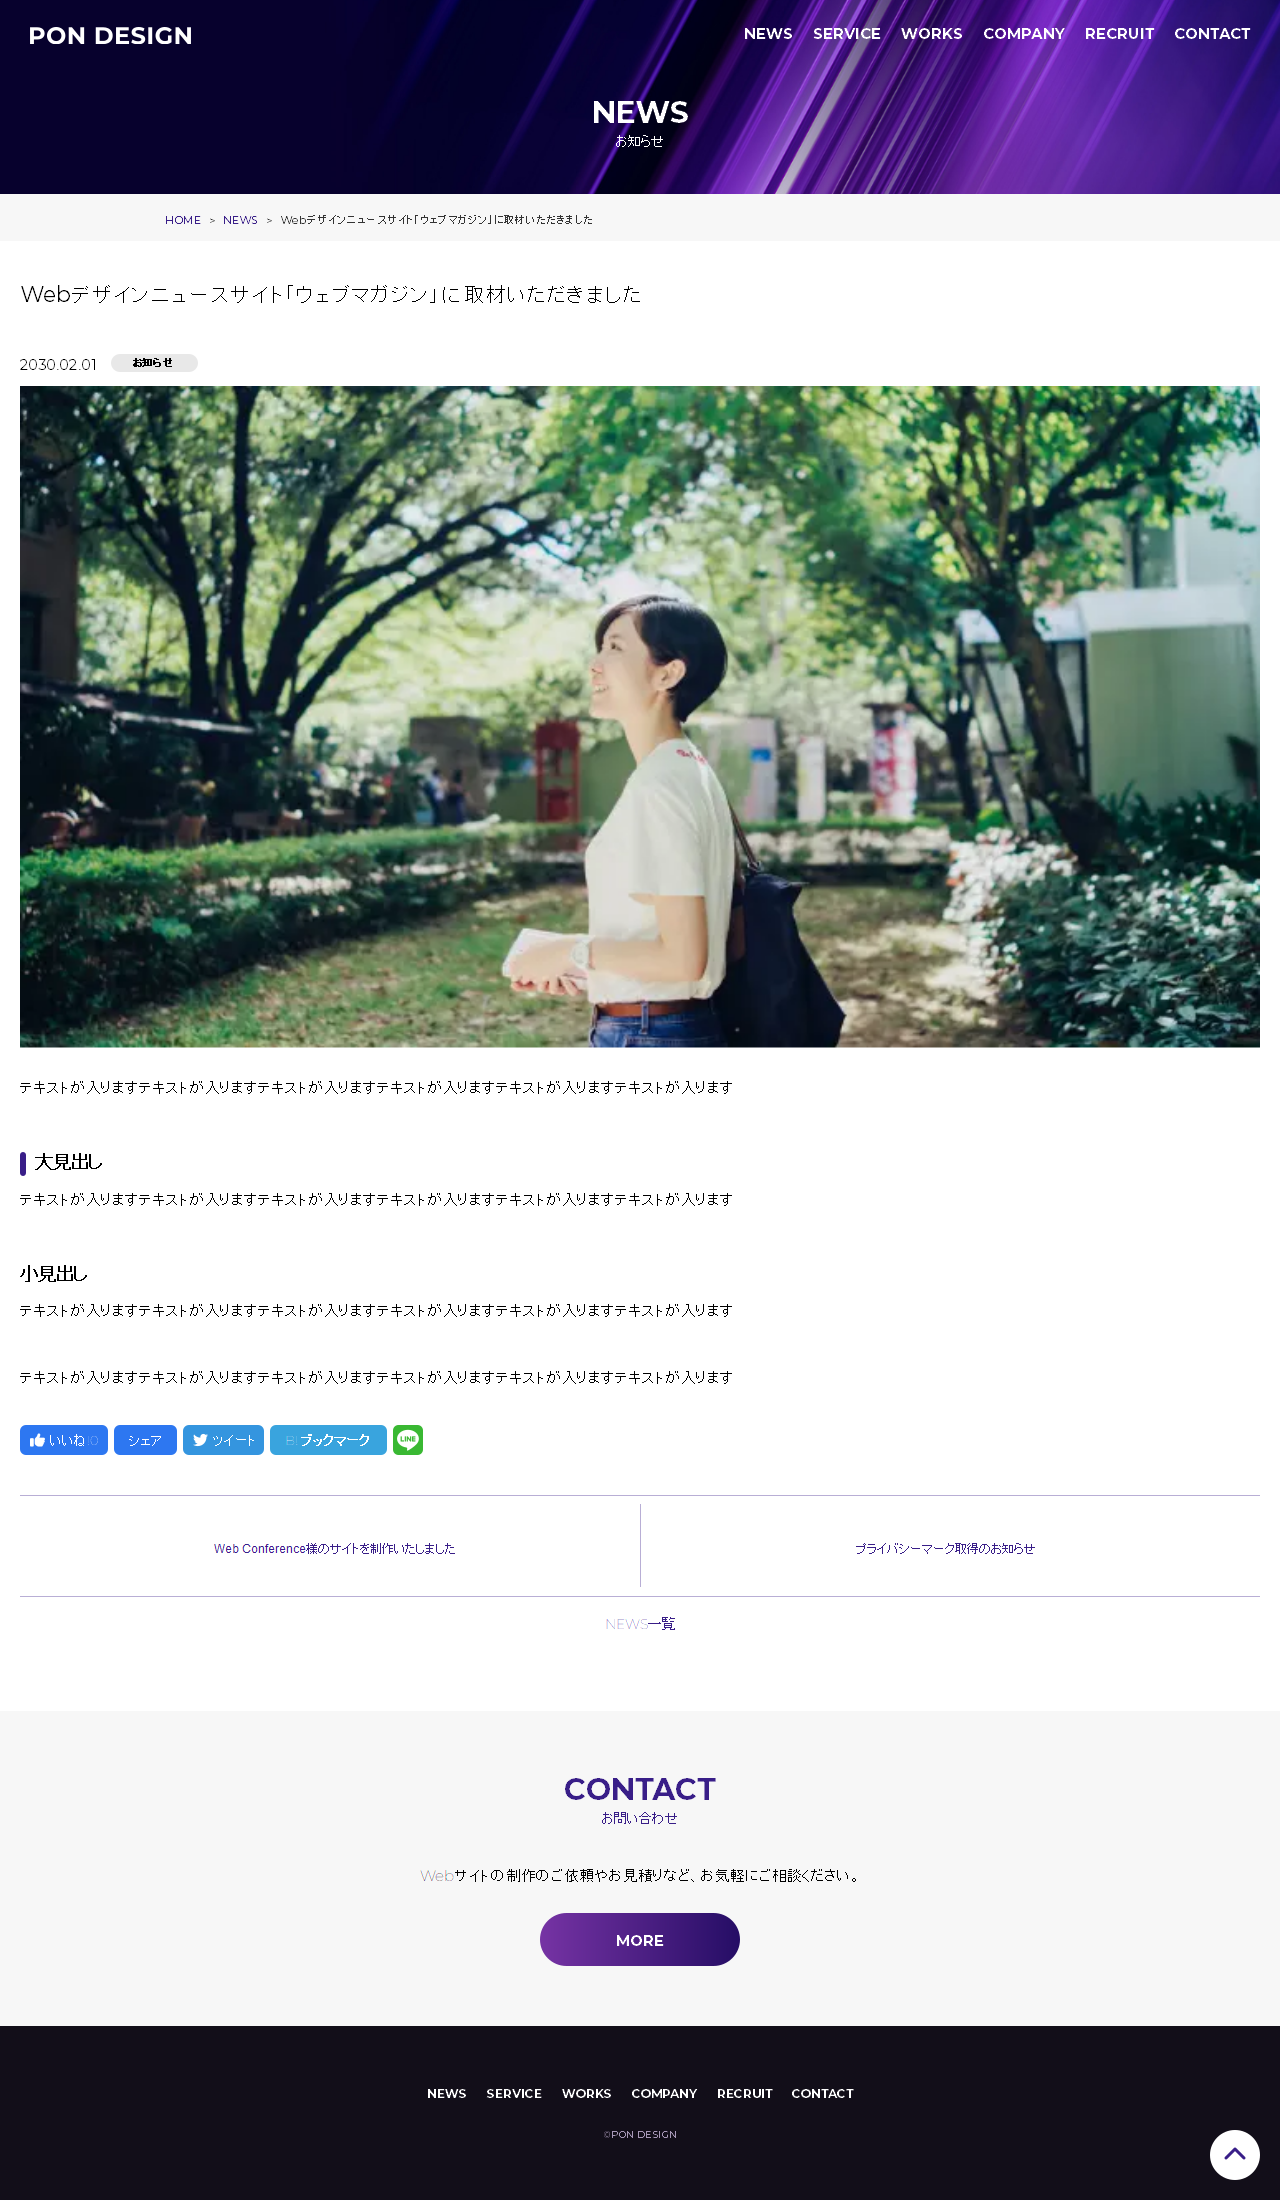 PON DESIGN
NEWS SERVICE WORKS COMPANY RECRUIT CONTACT
NEWS
お知らせ
HOME > NEWS > Webデザインニュースサイト「ウェブマガジン」に取材いただきました
Webデザインニュースサイト「ウェブマガジン」に取材いただきました
2030.02.01 お知らせ
テキストが入りますテキストが入りますテキストが入りますテキストが入りますテキストが入りますテキストが入ります
大見出し
テキストが入りますテキストが入りますテキストが入りますテキストが入りますテキストが入りますテキストが入ります
小見出し
テキストが入りますテキストが入りますテキストが入りますテキストが入りますテキストが入りますテキストが入ります
テキストが入りますテキストが入りますテキストが入りますテキストが入りますテキストが入りますテキストが入ります
いいね!0 シェア ツイート B!ブックマーク LINE
Web Conference様のサイトを制作いたしました プライバシーマーク取得のお知らせ
NEWS一覧
CONTACT
お問い合わせ
Webサイトの制作のご依頼やお見積りなど、お気軽にご相談ください。
MORE
NEWS SERVICE WORKS COMPANY RECRUIT CONTACT
©PON DESIGN